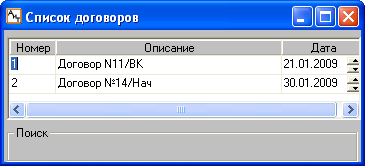 Список договоров
Номер Описание Дата
1 Договор N11/ВК 21.01.2009
2 Договор №14/Нач 30.01.2009
Поиск